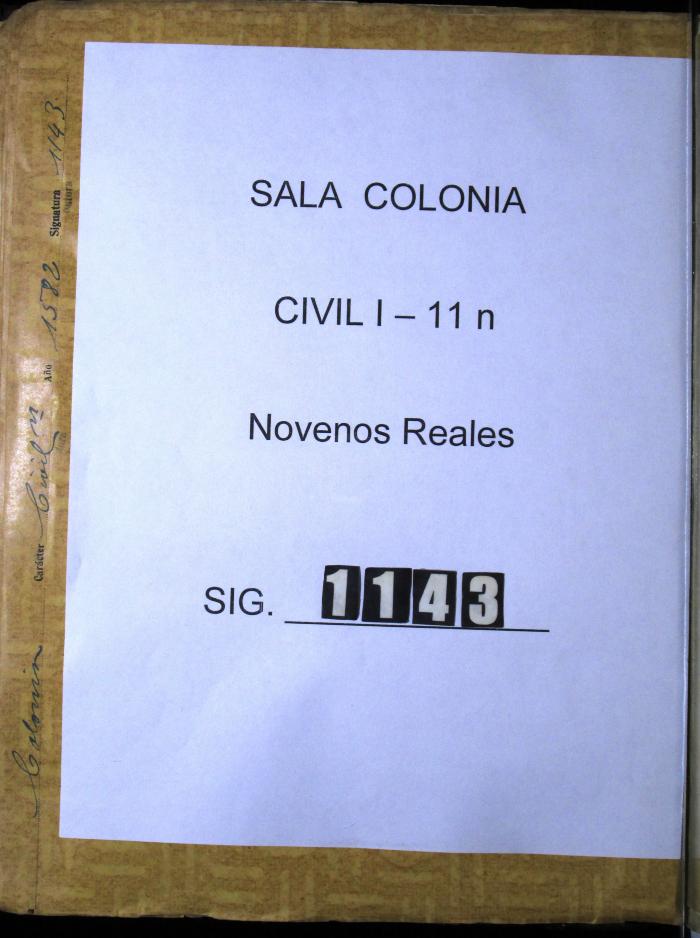 SALA COLONIA
CIVIL I – 11 n
Novenos Reales
SIG. 1143
Colonia Carácter Civil n Año 1582 Signatura 1143